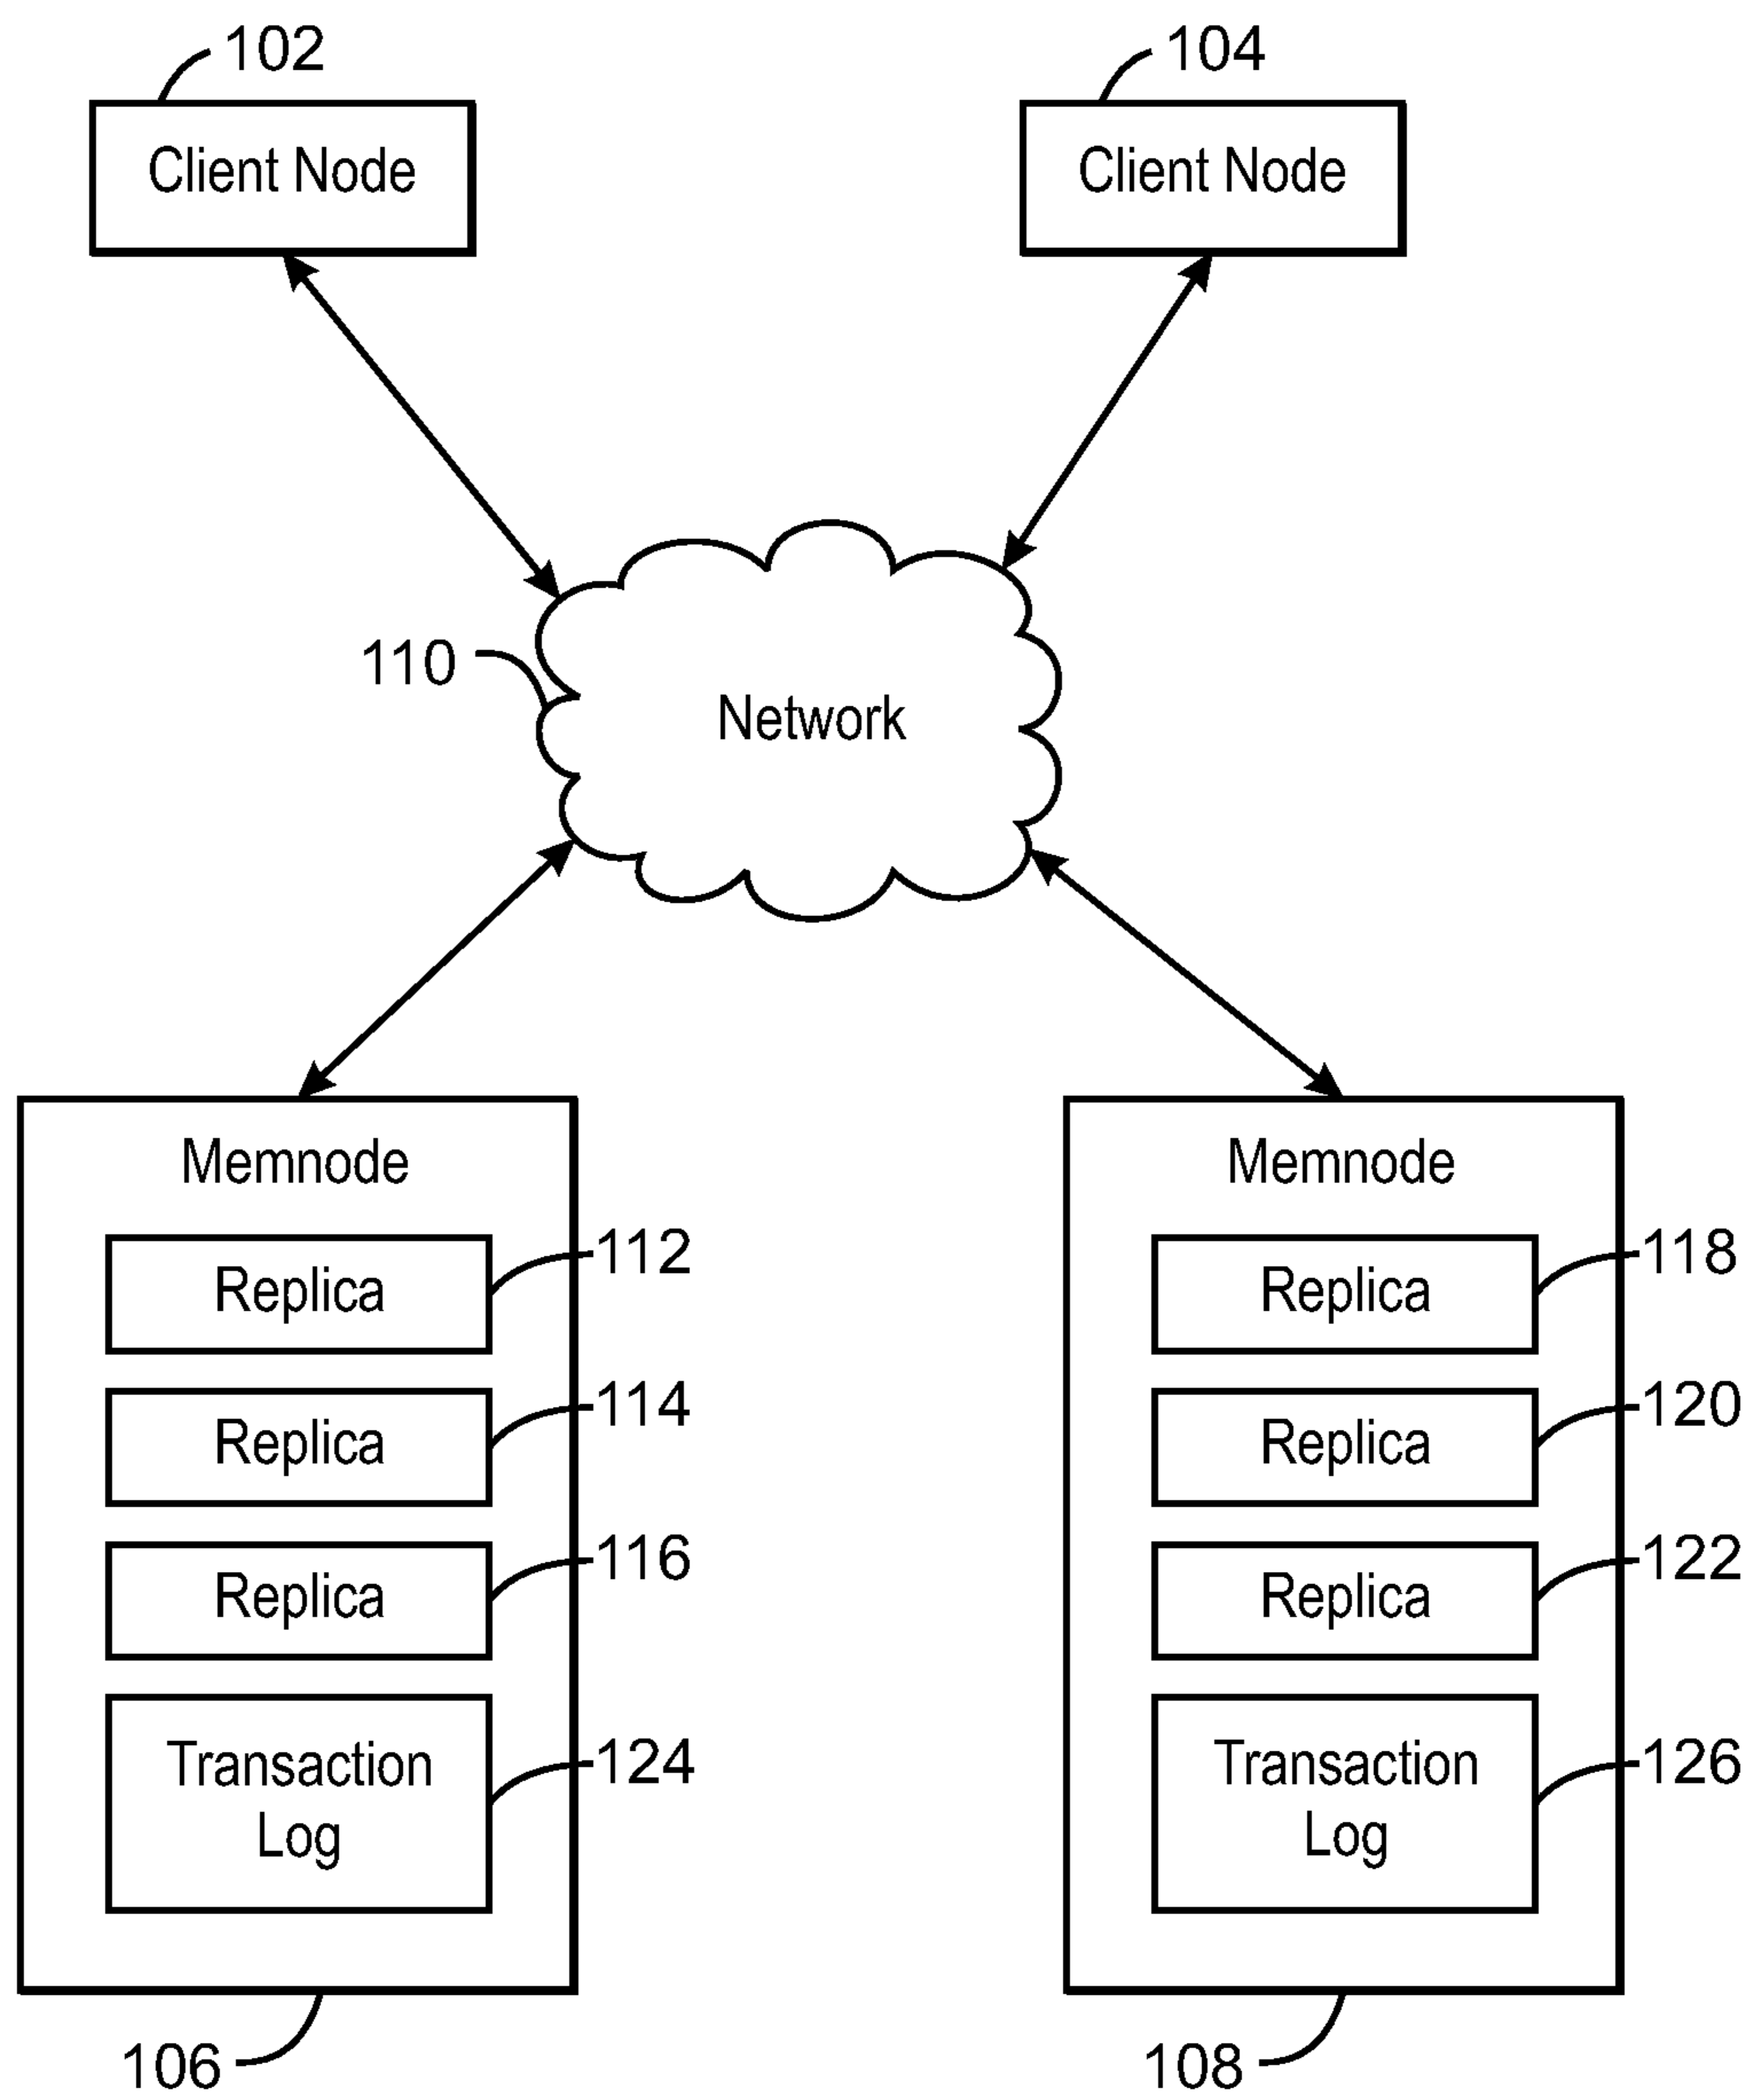 102
104
Client Node
Client Node
110
Network
Memnode
Memnode
Replica
112
Replica
118
Replica
114
Replica
120
Replica
116
Replica
122
Transaction
Log
124
Transaction
Log
126
106
108